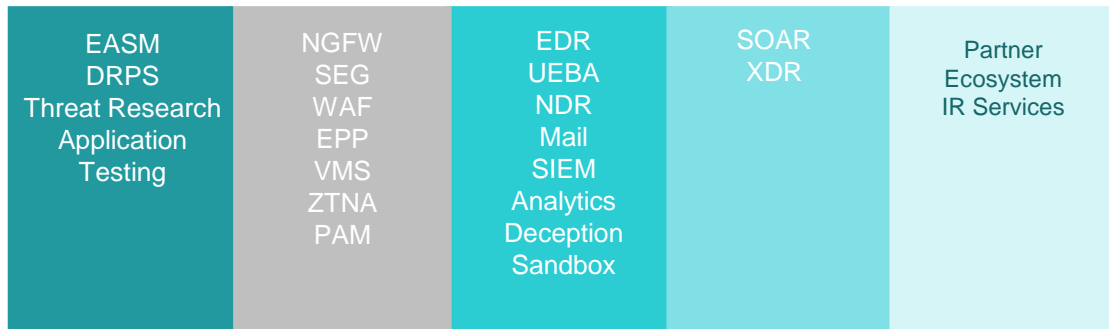 EASM
DRPS
Threat Research
Application
Testing
NGFW
SEG
WAF
EPP
VMS
ZTNA
PAM
EDR
UEBA
NDR
Mail
SIEM
Analytics
Deception
Sandbox
SOAR
XDR
Partner
Ecosystem
IR Services